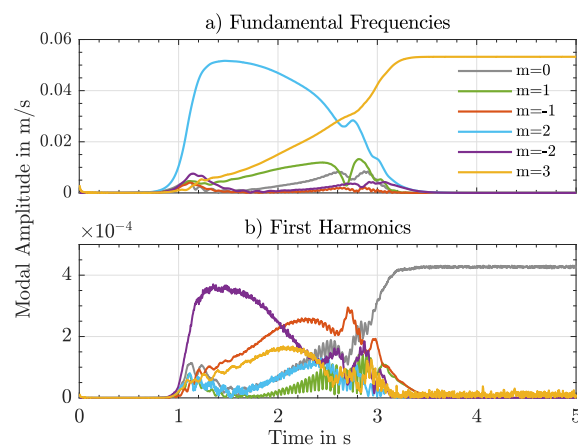 a) Fundamental Frequencies
0.06
0.04
0.02
0
m=0
m=1
m=-1
m=2
m=-2
m=3
Modal Amplitude in m/s
b) First Harmonics
×10⁻⁴
4
2
0
0 1 2 3 4 5
Time in s